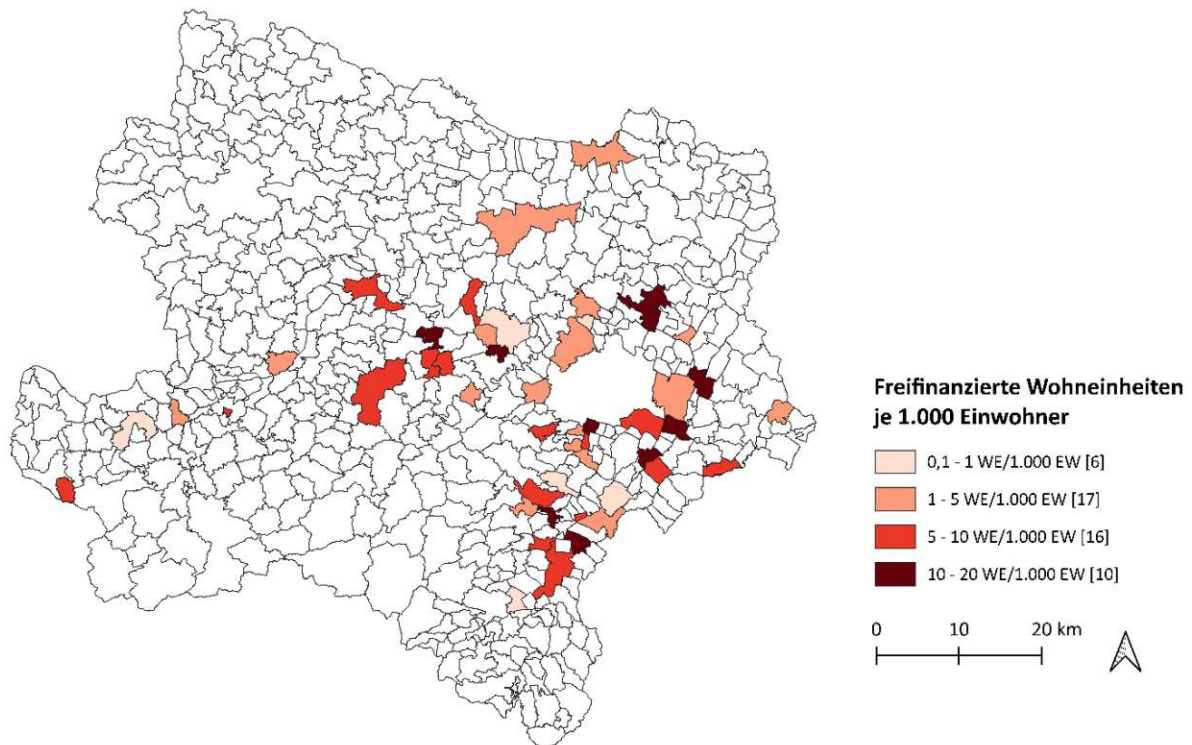 Freifinanzierte Wohneinheiten
je 1.000 Einwohner
0,1 - 1 WE/1.000 EW [6]
1 - 5 WE/1.000 EW [17]
5 - 10 WE/1.000 EW [16]
10 - 20 WE/1.000 EW [10]
0 10 20 km